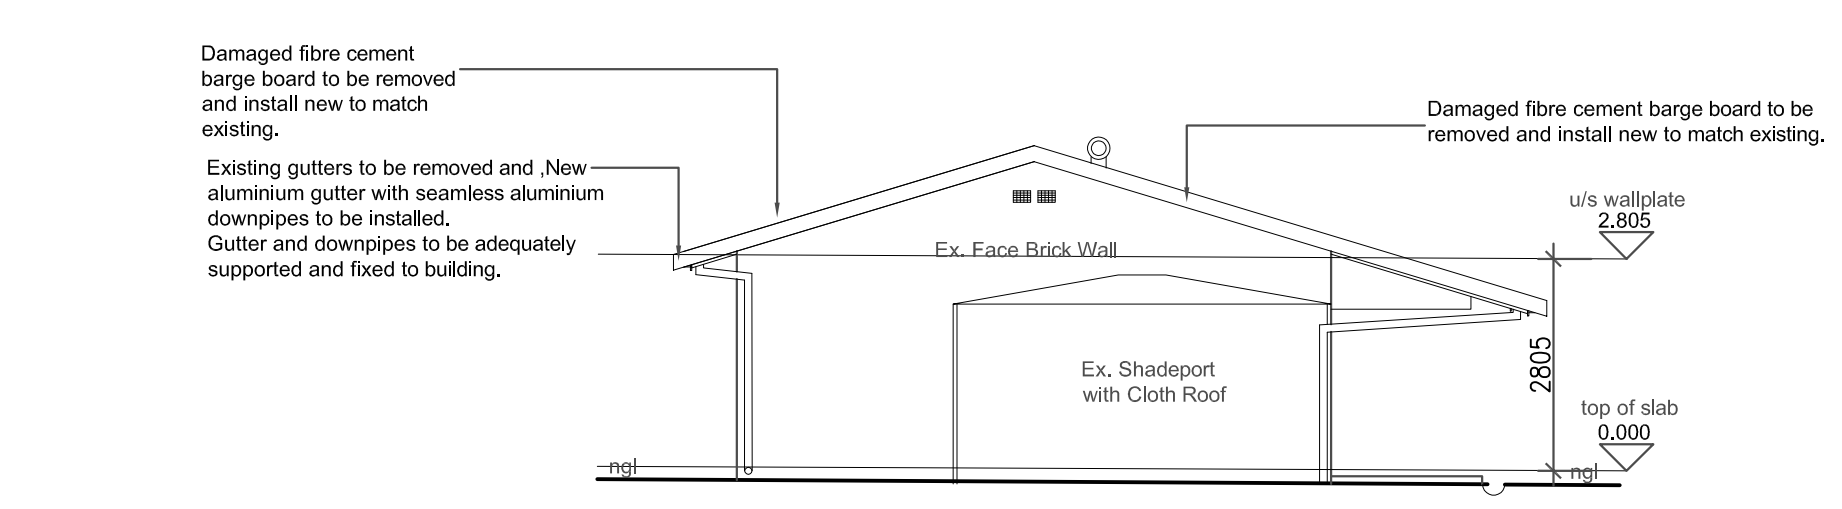 Damaged fibre cement
barge board to be removed
and install new to match
existing.
Existing gutters to be removed and ,New
aluminium gutter with seamless aluminium
downpipes to be installed.
Gutter and downpipes to be adequately
supported and fixed to building.
Damaged fibre cement barge board to be
removed and install new to match existing.
u/s wallplate
2.805
Ex. Face Brick Wall
Ex. Shadeport
with Cloth Roof
2805
top of slab
0.000
ngl
ngl